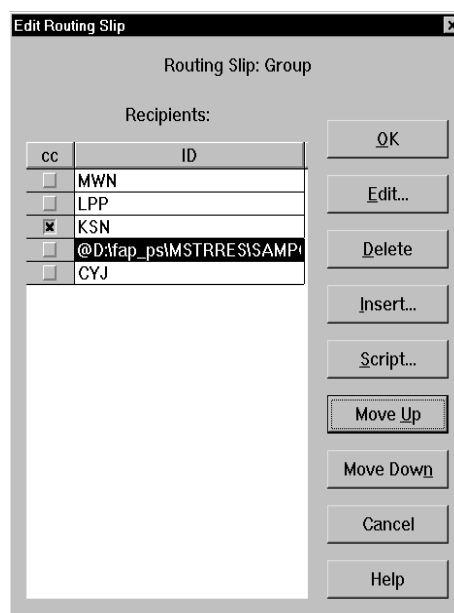 Edit Routing Slip
Routing Slip: Group
Recipients:
cc ID
MWN
LPP
KSN
@D:\fap_ps\MSTRRES\SAMP(
CYJ
OK
Edit...
Delete
Insert...
Script...
Move Up
Move Down
Cancel
Help